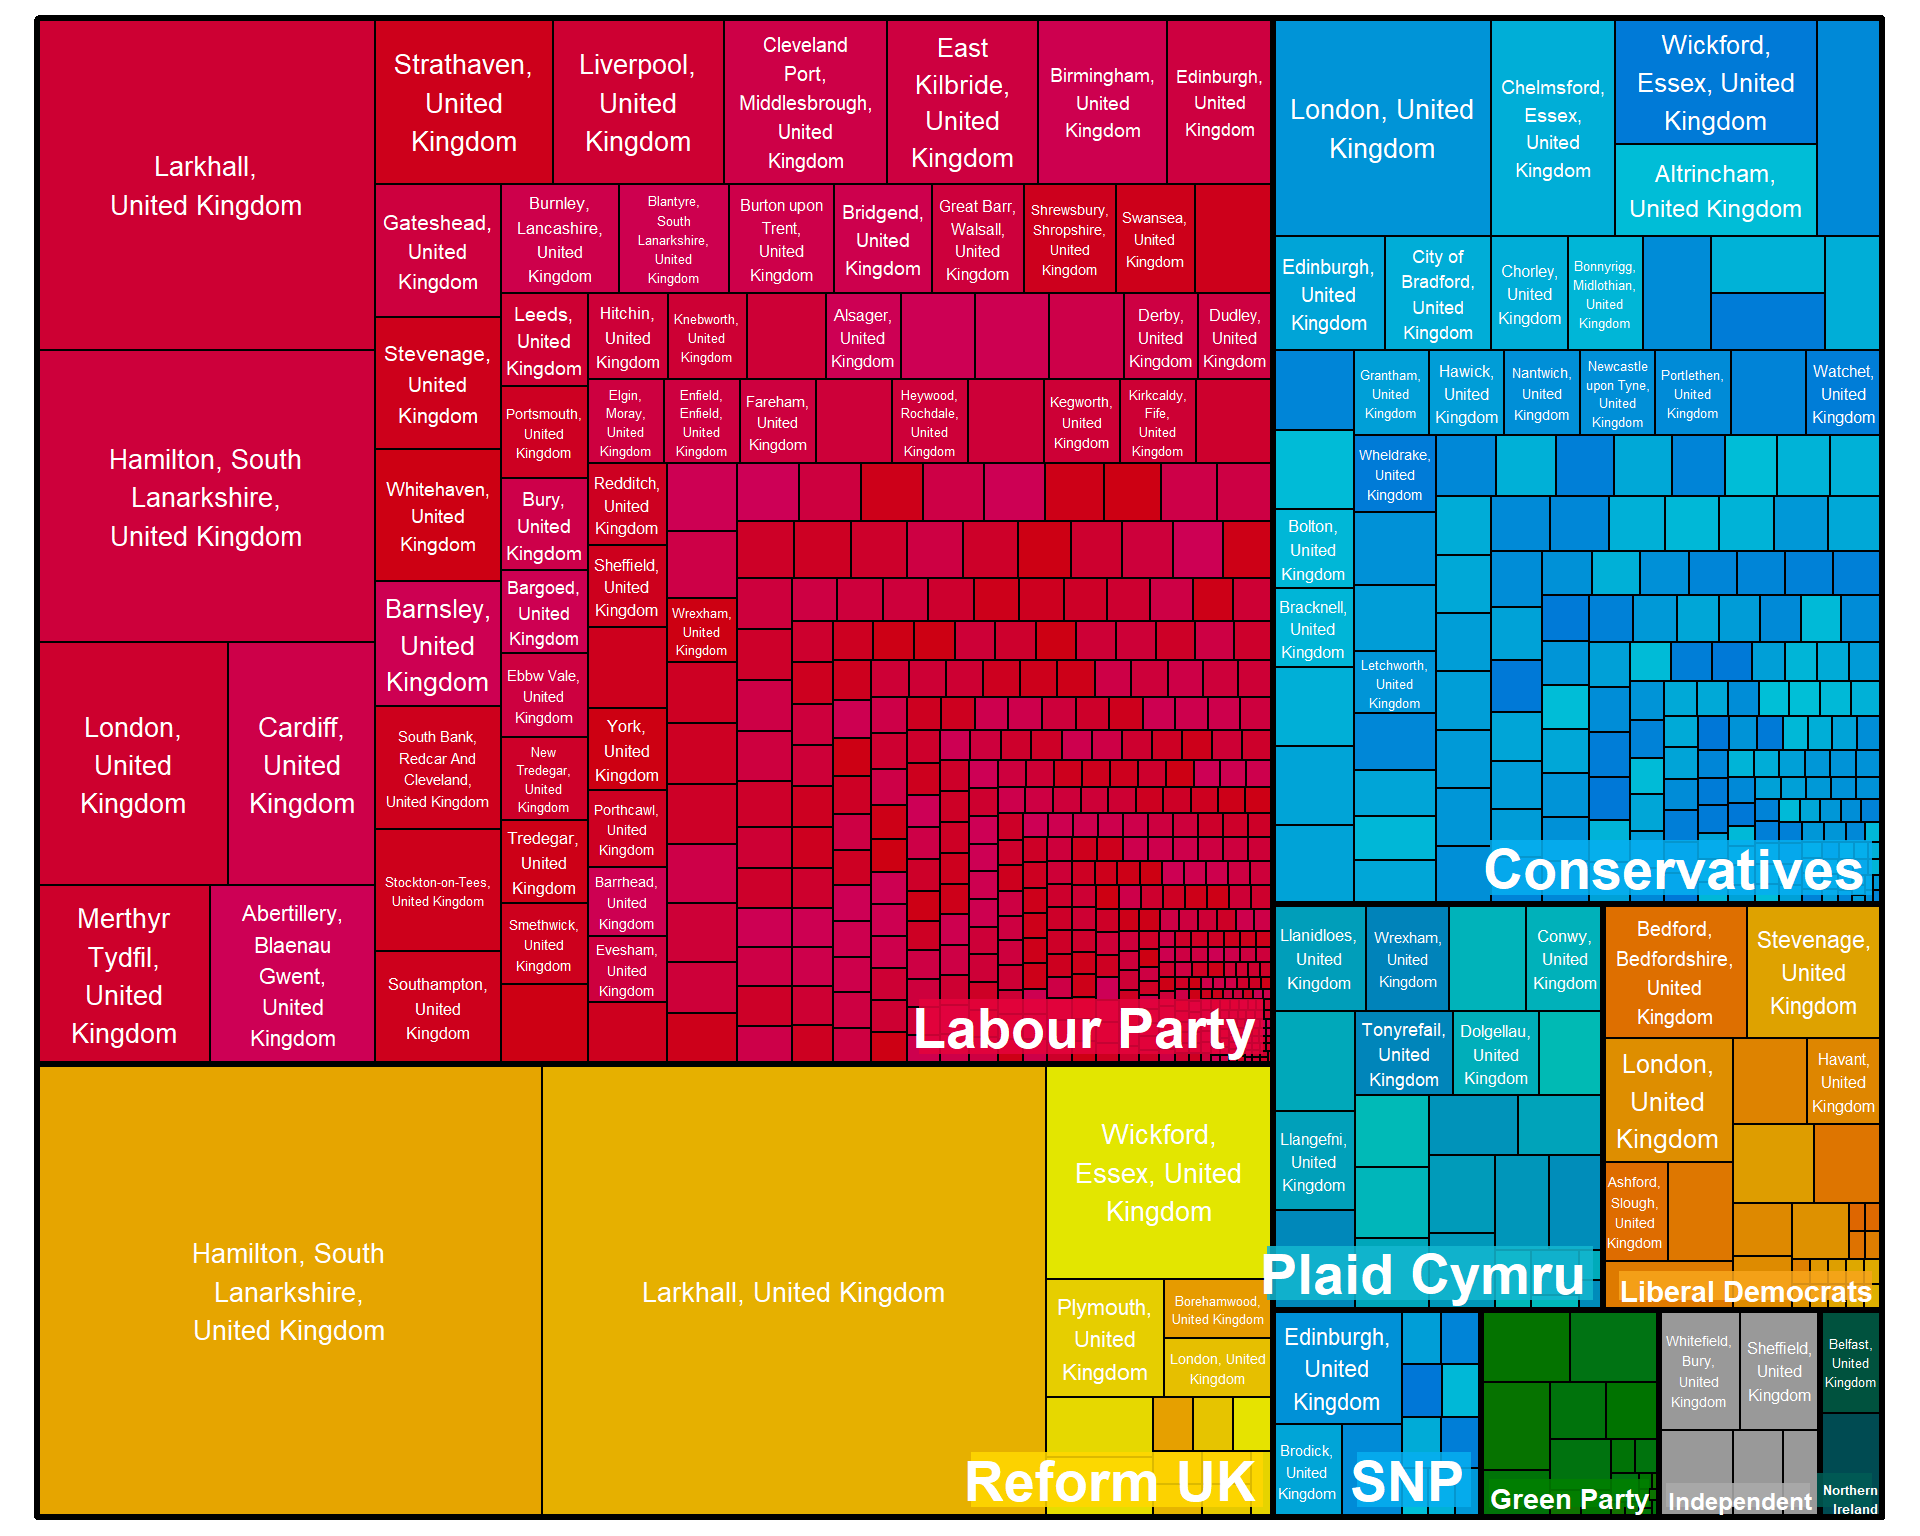 Larkhall,
United Kingdom
Hamilton, South
Lanarkshire,
United Kingdom
London,
United
Kingdom
Cardiff,
United
Kingdom
Merthyr
Tydfil,
United
Kingdom
Abertillery,
Blaenau
Gwent,
United
Kingdom
Strathaven,
United
Kingdom
Liverpool,
United
Kingdom
Cleveland
Port,
Middlesbrough,
United
Kingdom
East
Kilbride,
United
Kingdom
Birmingham,
United
Kingdom
Edinburgh,
United
Kingdom
Gateshead,
United
Kingdom
Stevenage,
United
Kingdom
Whitehaven,
United
Kingdom
Barnsley,
United
Kingdom
South Bank,
Redcar And
Cleveland,
United Kingdom
Stockton-on-Tees,
United Kingdom
Southampton,
United
Kingdom
Burnley,
Lancashire,
United
Kingdom
Blantyre,
South
Lanarkshire,
United
Kingdom
Burton upon
Trent,
United
Kingdom
Bridgend,
United
Kingdom
Great Barr,
Walsall,
United
Kingdom
Shrewsbury,
Shropshire,
United
Kingdom
Swansea,
United
Kingdom
Leeds,
United
Kingdom
Portsmouth,
United
Kingdom
Bury,
United
Kingdom
Bargoed,
United
Kingdom
Ebbw Vale,
United
Kingdom
New
Tredegar,
United
Kingdom
Tredegar,
United
Kingdom
Smethwick,
United
Kingdom
Hitchin,
United
Kingdom
Knebworth,
United
Kingdom
Alsager,
United
Kingdom
Derby,
United
Kingdom
Dudley,
United
Kingdom
Elgin,
Moray,
United
Kingdom
Enfield,
Enfield,
United
Kingdom
Fareham,
United
Kingdom
Heywood,
Rochdale,
United
Kingdom
Kegworth,
United
Kingdom
Kirkcaldy,
Fife,
United
Kingdom
Redditch,
United
Kingdom
Sheffield,
United
Kingdom
Wrexham,
United
Kingdom
York,
United
Kingdom
Porthcawl,
United
Kingdom
Barrhead,
United
Kingdom
Evesham,
United
Kingdom
Labour Party
London, United
Kingdom
Chelmsford,
Essex,
United
Kingdom
Wickford,
Essex, United
Kingdom
Altrincham,
United Kingdom
Edinburgh,
United
Kingdom
City of
Bradford,
United
Kingdom
Chorley,
United
Kingdom
Bonnyrigg,
Midlothian,
United
Kingdom
Grantham,
United
Kingdom
Hawick,
United
Kingdom
Nantwich,
United
Kingdom
Newcastle
upon Tyne,
United
Kingdom
Portlethen,
United
Kingdom
Watchet,
United
Kingdom
Wheldrake,
United
Kingdom
Bolton,
United
Kingdom
Bracknell,
United
Kingdom
Letchworth,
United
Kingdom
Conservatives
Hamilton, South
Lanarkshire,
United Kingdom
Larkhall, United Kingdom
Wickford,
Essex, United
Kingdom
Plymouth,
United
Kingdom
Borehamwood,
United Kingdom
London, United
Kingdom
Reform UK
Llanidloes,
United
Kingdom
Wrexham,
United
Kingdom
Conwy,
United
Kingdom
Tonyrefail,
United
Kingdom
Dolgellau,
United
Kingdom
Llangefni,
United
Kingdom
Plaid Cymru
Bedford,
Bedfordshire,
United
Kingdom
Stevenage,
United
Kingdom
London,
United
Kingdom
Havant,
United
Kingdom
Ashford,
Slough,
United
Kingdom
Liberal Democrats
Edinburgh,
United
Kingdom
Brodick,
United
Kingdom
SNP
Green Party
Whitefield,
Bury,
United
Kingdom
Sheffield,
United
Kingdom
Independent
Belfast,
United
Kingdom
Northern
Ireland